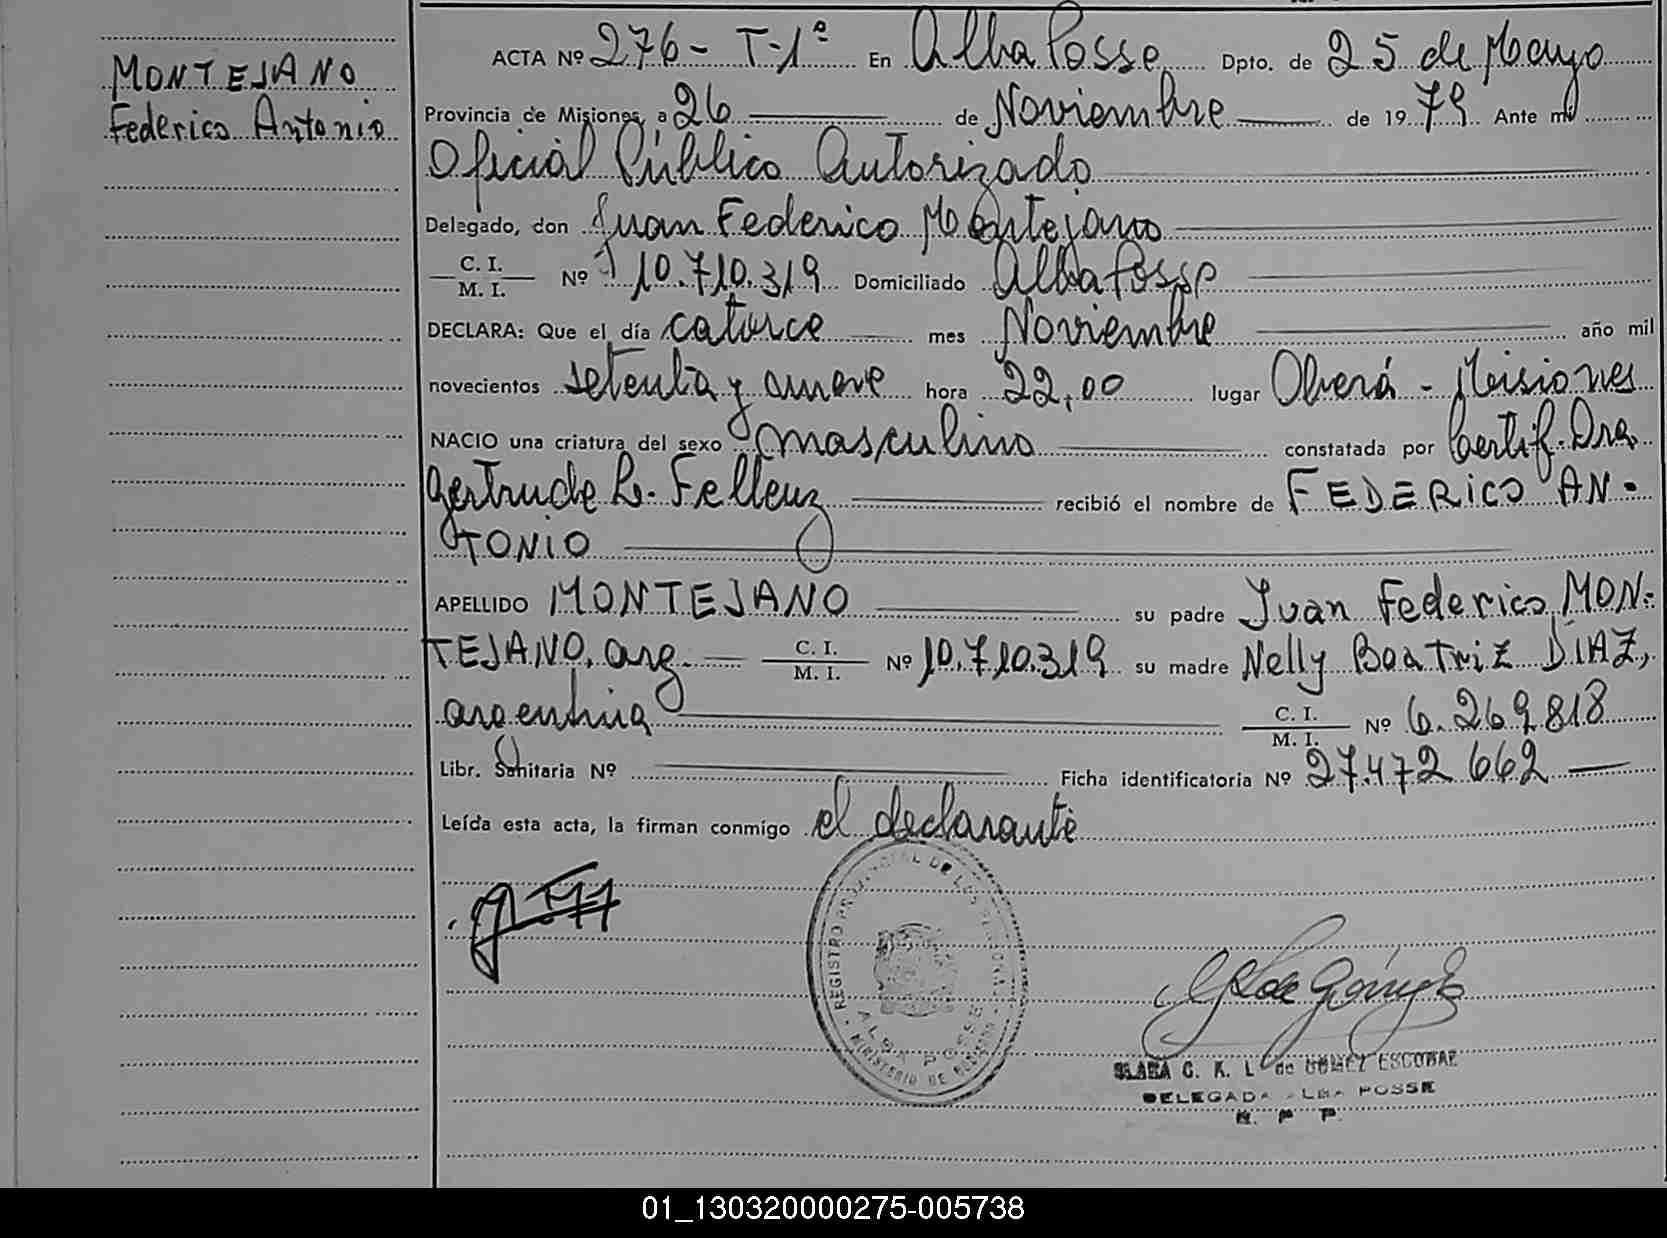 MONTEJANO
Federico Antonio
ACTA Nº 276 - T-1ª En Alba Posse Dpto. de 25 de Mayo
Provincia de Misiones, a 26 de Noviembre de 1979 Ante mí
Oficial Público Autorizado
Delegado, don Juan Federico Montejano
C. I.
M. I. Nº 10.710.319 Domiciliado Alba Posse
DECLARA: Que el día catorce mes Noviembre año mil
novecientos setenta y nueve hora 22,00 lugar Oberá - Misiones
NACIO una criatura del sexo masculino constatada por Certif. Dra.
Gertrude R. Felleuz recibió el nombre de FEDERICO AN-
TONIO
APELLIDO MONTEJANO su padre Juan Federico MON-
TEJANO, arg. C. I.
M. I. Nº 10.710.319 su madre Nelly Beatriz DIAZ,
argentina C. I.
M. I. Nº 6.269.818
Libr. Sanitaria Nº Ficha identificatoria Nº 27.472.662
Leída esta acta, la firman conmigo el declarante
REGISTRO PROVINCIAL DE LAS PERSONAS
ALBA POSSE
MINISTERIO DE
C. K. L de GOMEZ ESCOBAR
DELEGADA ALBA POSSE
R. P P.
01_130320000275-005738